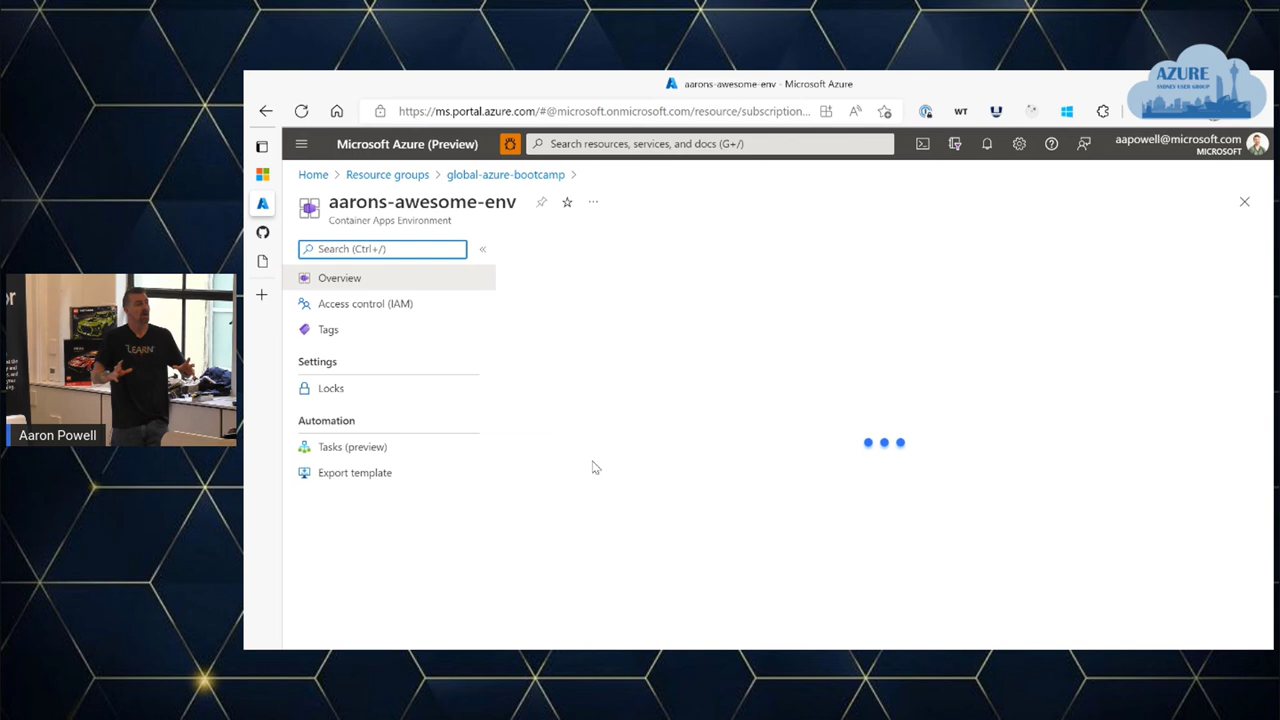 AZURE
SYDNEY USER GROUP
aarons-awesome-env - Microsoft Azure
https://ms.portal.azure.com/#@microsoft.onmicrosoft.com/resource/subscription...
WT
Microsoft Azure (Preview)
Search resources, services, and docs (G+/)
aapowell@microsoft.com
MICROSOFT
Home > Resource groups > global-azure-bootcamp >
aarons-awesome-env
Container Apps Environment
Search (Ctrl+/)
Overview
Access control (IAM)
Tags
Settings
Locks
Automation
Tasks (preview)
Export template
LEARN
Aaron Powell